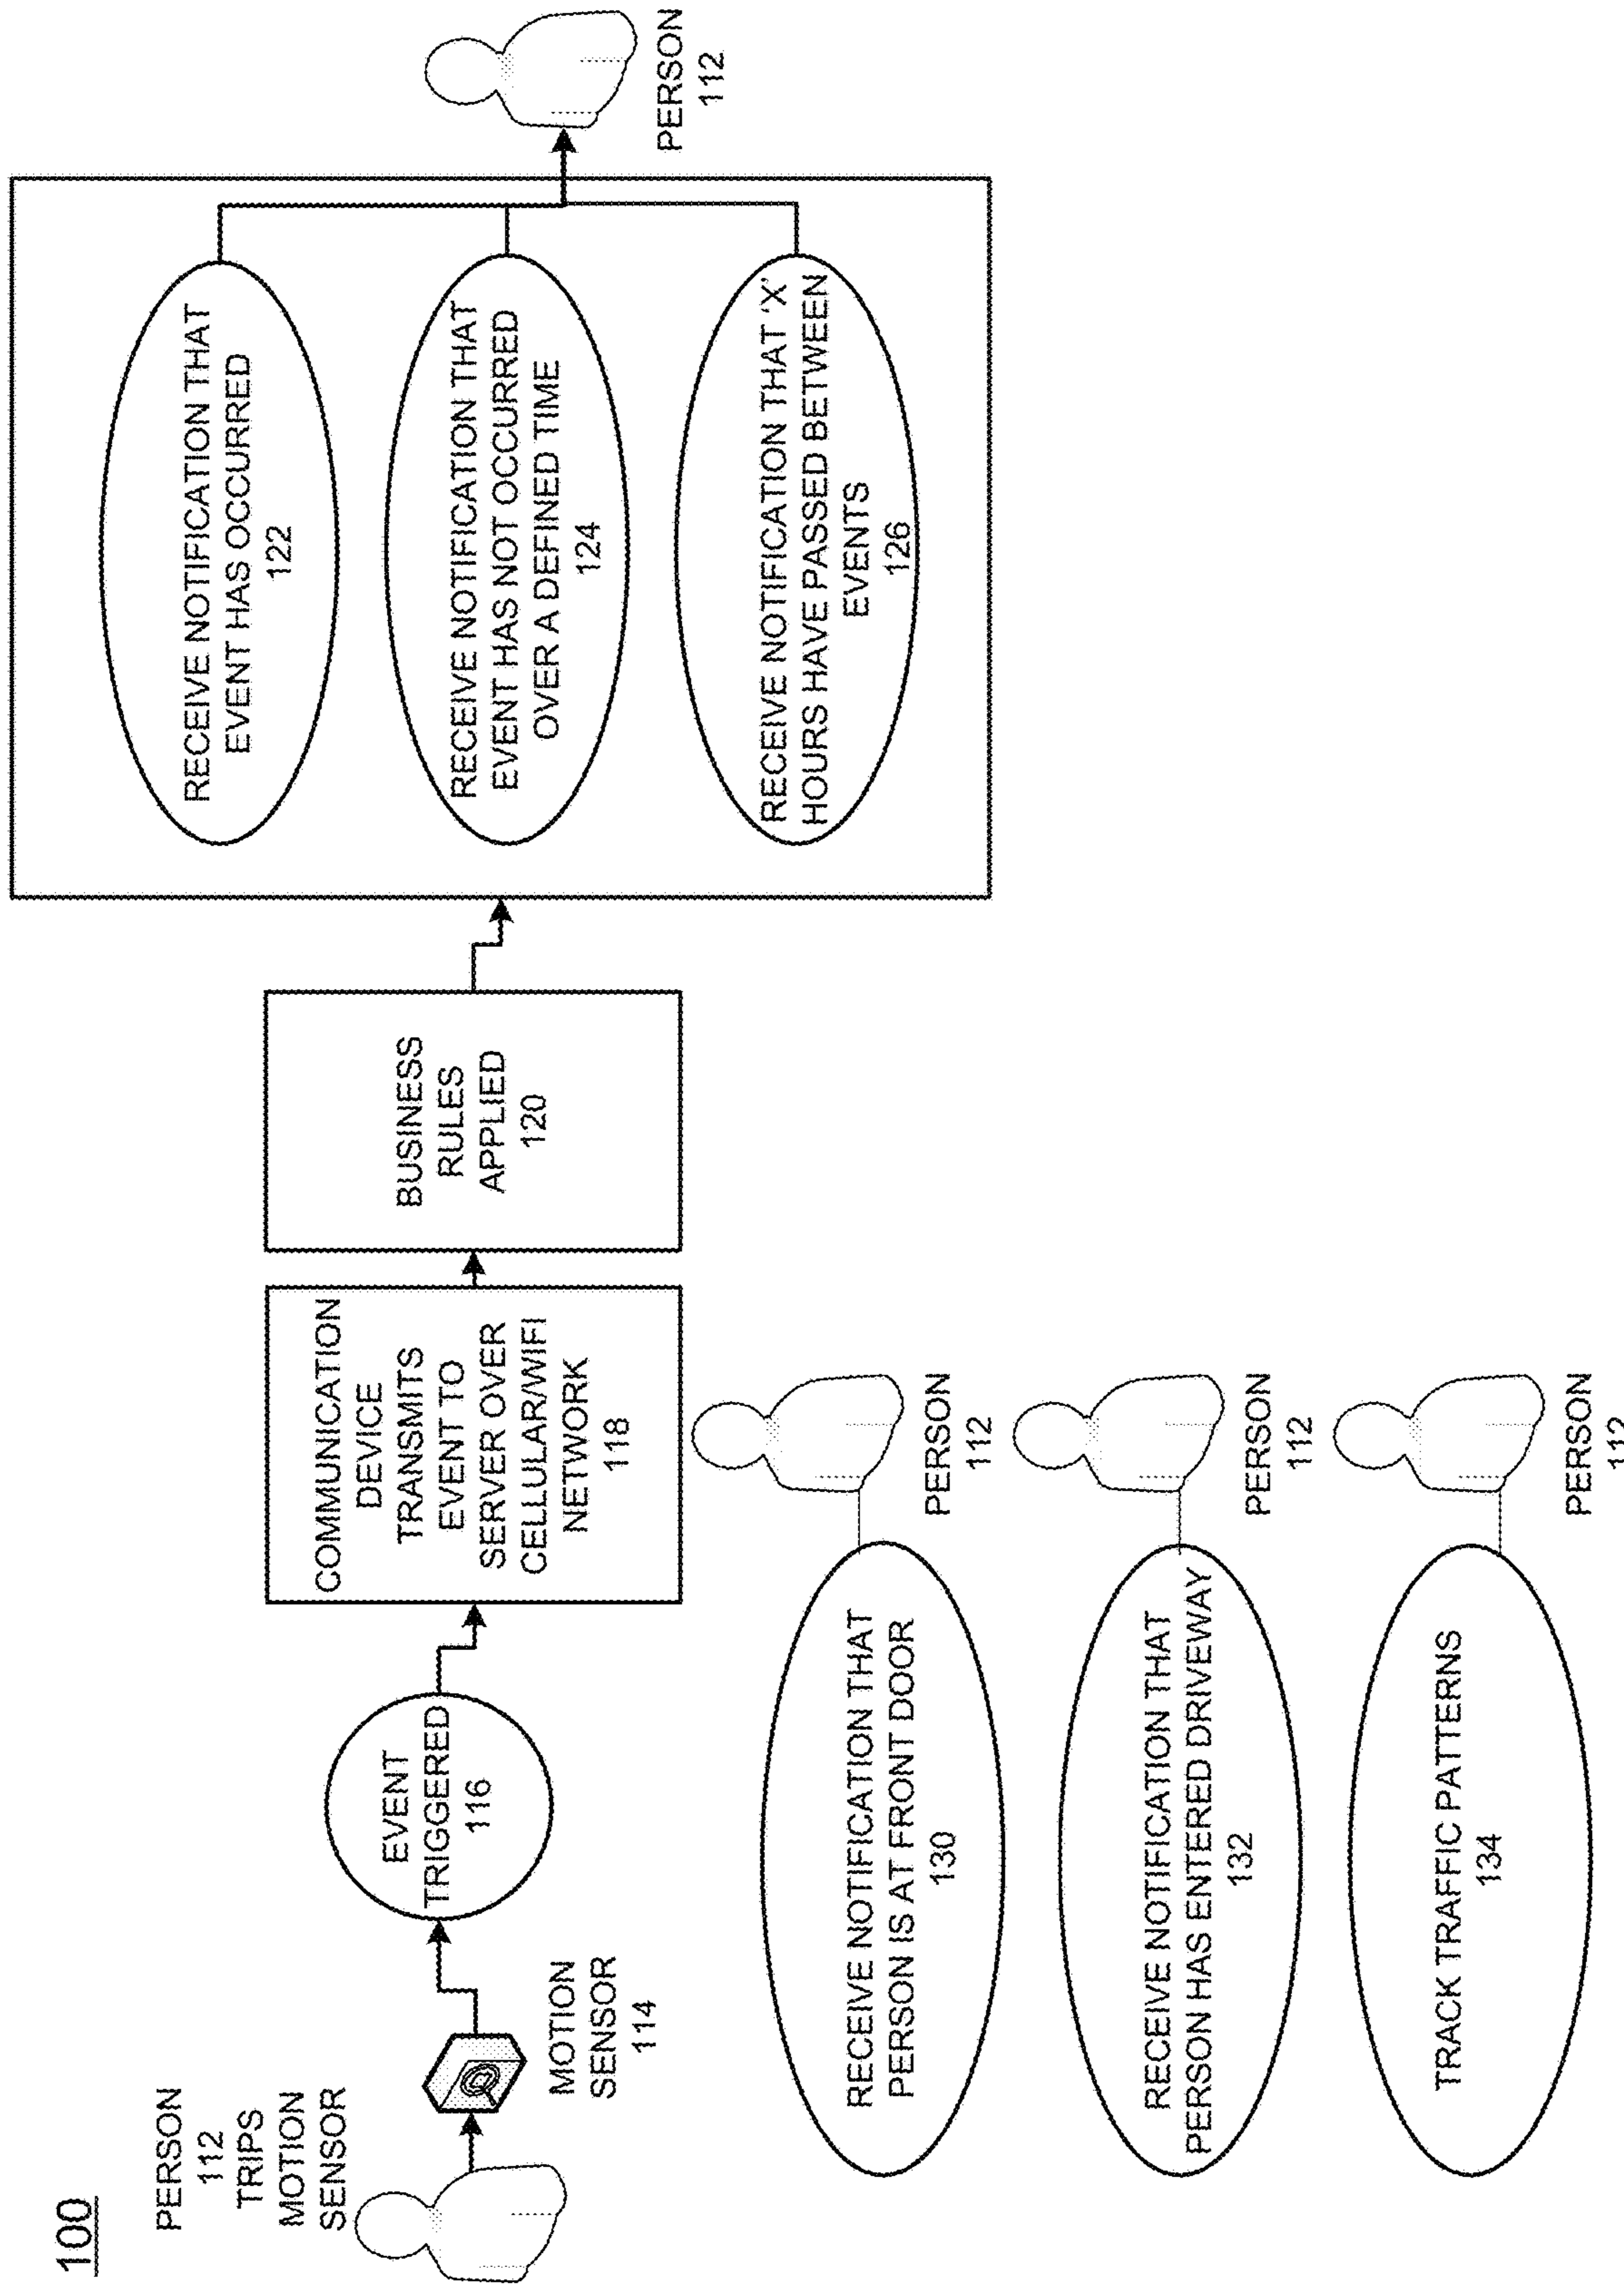 100
PERSON
112
TRIPS
MOTION
SENSOR
MOTION
SENSOR
114
EVENT
TRIGGERED
116
COMMUNICATION
DEVICE
TRANSMITS
EVENT TO
SERVER OVER
CELLULAR/WIFI
NETWORK
118
BUSINESS
RULES
APPLIED
120
RECEIVE NOTIFICATION THAT
EVENT HAS OCCURRED
122
RECEIVE NOTIFICATION THAT
EVENT HAS NOT OCCURRED
OVER A DEFINED TIME
124
RECEIVE NOTIFICATION THAT 'X'
HOURS HAVE PASSED BETWEEN
EVENTS
126
PERSON
112
RECEIVE NOTIFICATION THAT
PERSON IS AT FRONT DOOR
130
PERSON
112
RECEIVE NOTIFICATION THAT
PERSON HAS ENTERED DRIVEWAY
132
PERSON
112
TRACK TRAFFIC PATTERNS
134
PERSON
112